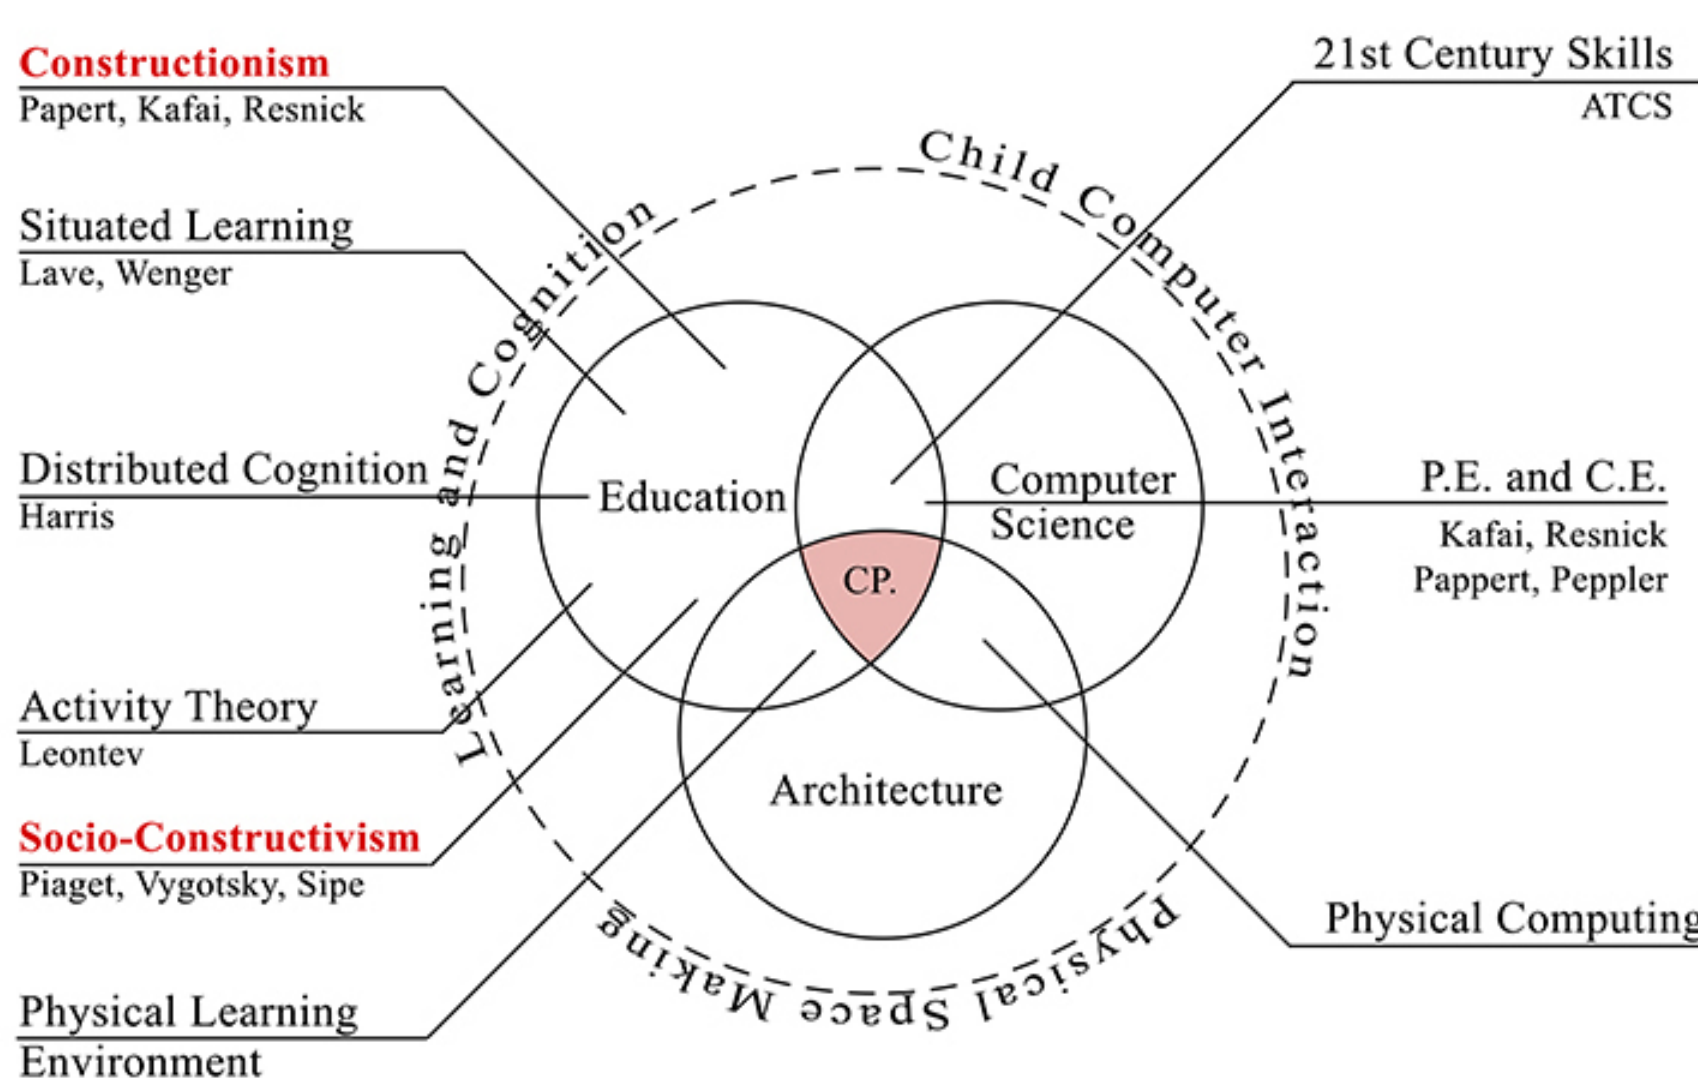 Constructionism
Papert, Kafai, Resnick
Situated Learning
Lave, Wenger
Distributed Cognition
Harris
Activity Theory
Leontev
Socio-Constructivism
Piaget, Vygotsky, Sipe
Physical Learning
Environment
Learning and Cognition
Child Computer Interaction
Physical Space Making
Education
Computer
Science
CP.
Architecture
21st Century Skills
ATCS
P.E. and C.E.
Kafai, Resnick
Pappert, Peppler
Physical Computing